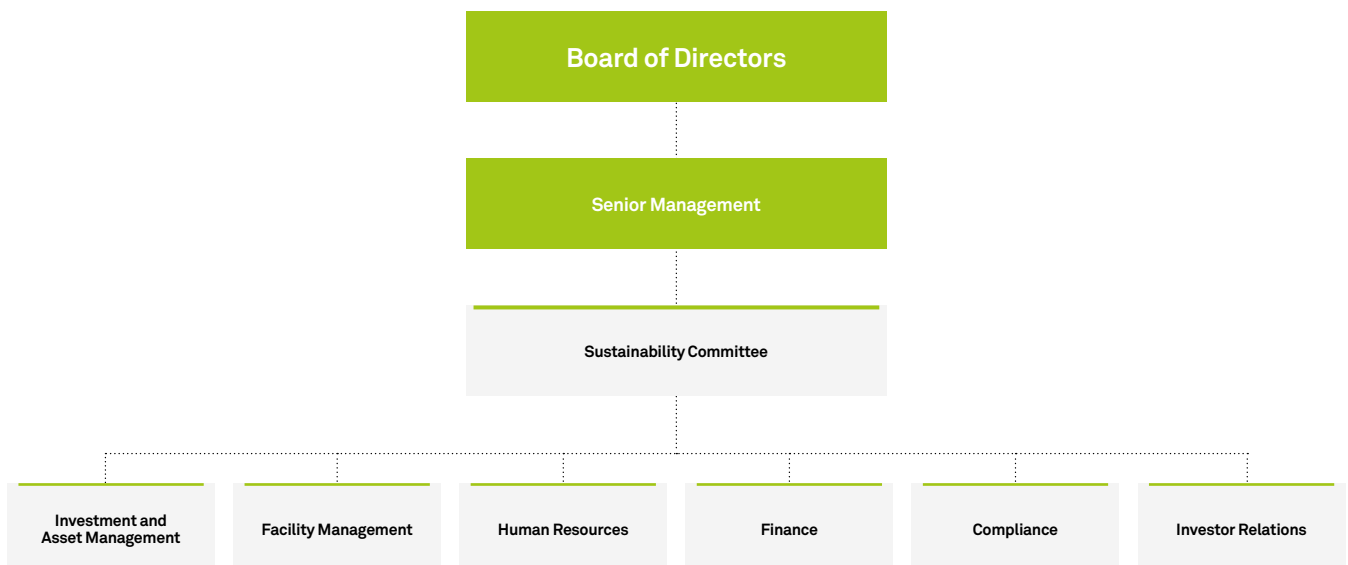 Board of Directors
Senior Management
Sustainability Committee
Investment and
Asset Management
Facility Management
Human Resources
Finance
Compliance
Investor Relations